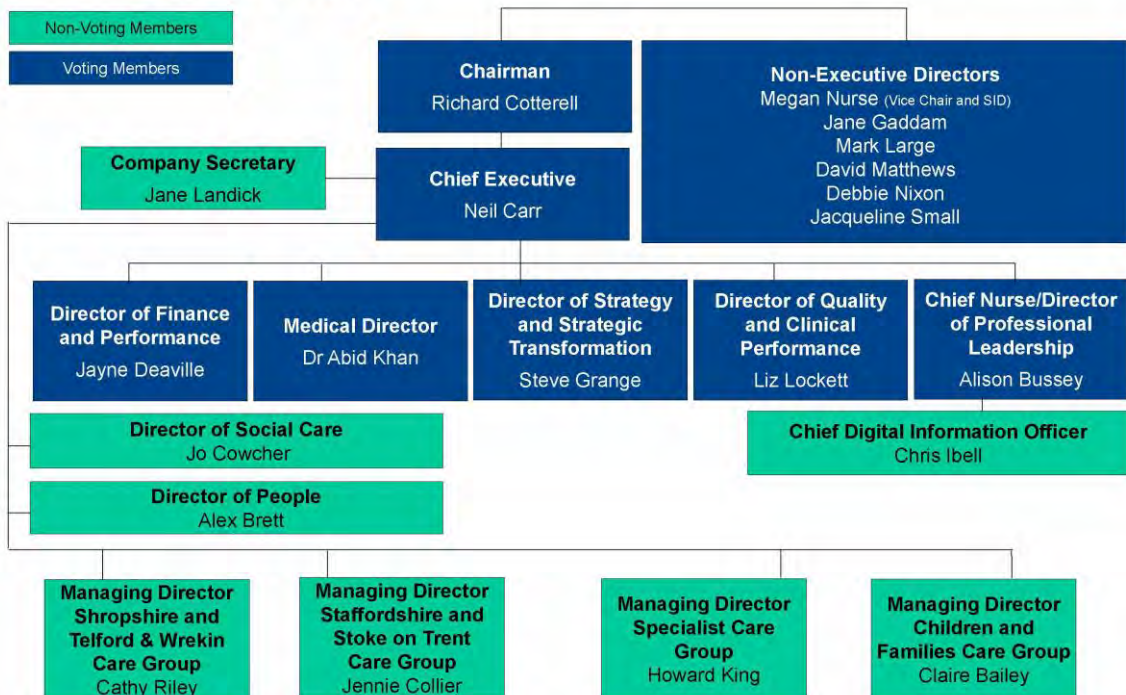 Non-Voting Members
Voting Members
Chairman
Richard Cotterell
Non-Executive Directors
Megan Nurse (Vice Chair and SID)
Jane Gaddam
Mark Large
David Matthews
Debbie Nixon
Jacqueline Small
Company Secretary
Jane Landick
Chief Executive
Neil Carr
Director of Finance
and Performance
Jayne Deaville
Medical Director
Dr Abid Khan
Director of Strategy
and Strategic
Transformation
Steve Grange
Director of Quality
and Clinical
Performance
Liz Lockett
Chief Nurse/Director
of Professional
Leadership
Alison Bussey
Director of Social Care
Jo Cowcher
Chief Digital Information Officer
Chris Ibell
Director of People
Alex Brett
Managing Director
Shropshire and
Telford & Wrekin
Care Group
Cathy Riley
Managing Director
Staffordshire and
Stoke on Trent
Care Group
Jennie Collier
Managing Director
Specialist Care
Group
Howard King
Managing Director
Children and
Families Care Group
Claire Bailey